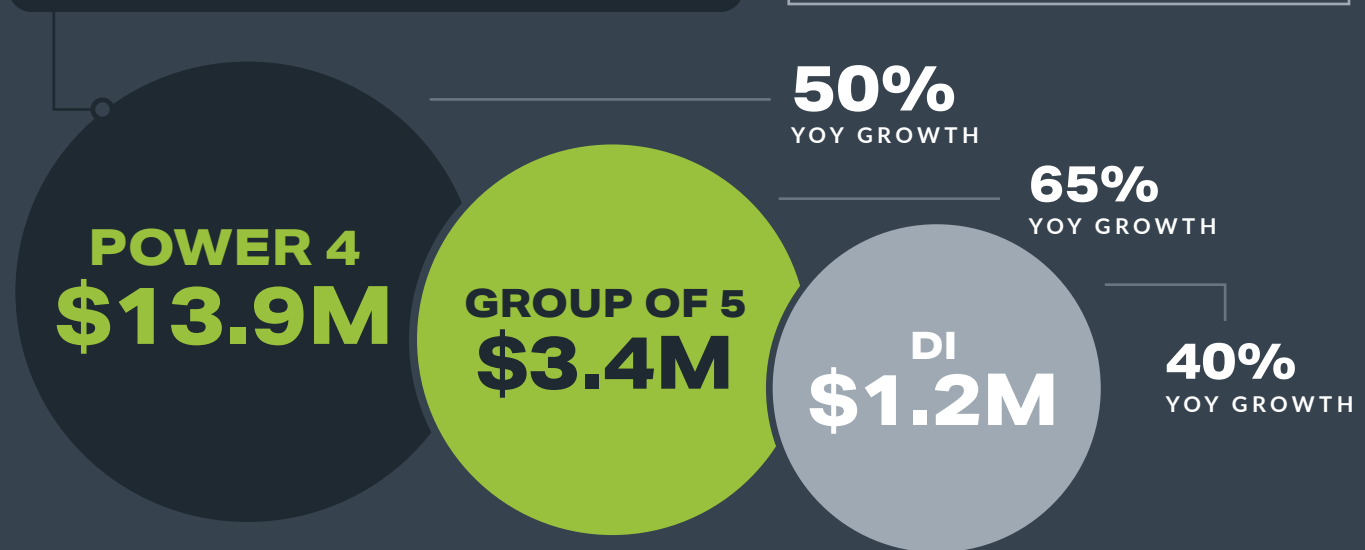 50%
YOY GROWTH
65%
YOY GROWTH
POWER 4
$13.9M
GROUP OF 5
$3.4M
DI
$1.2M
40%
YOY GROWTH